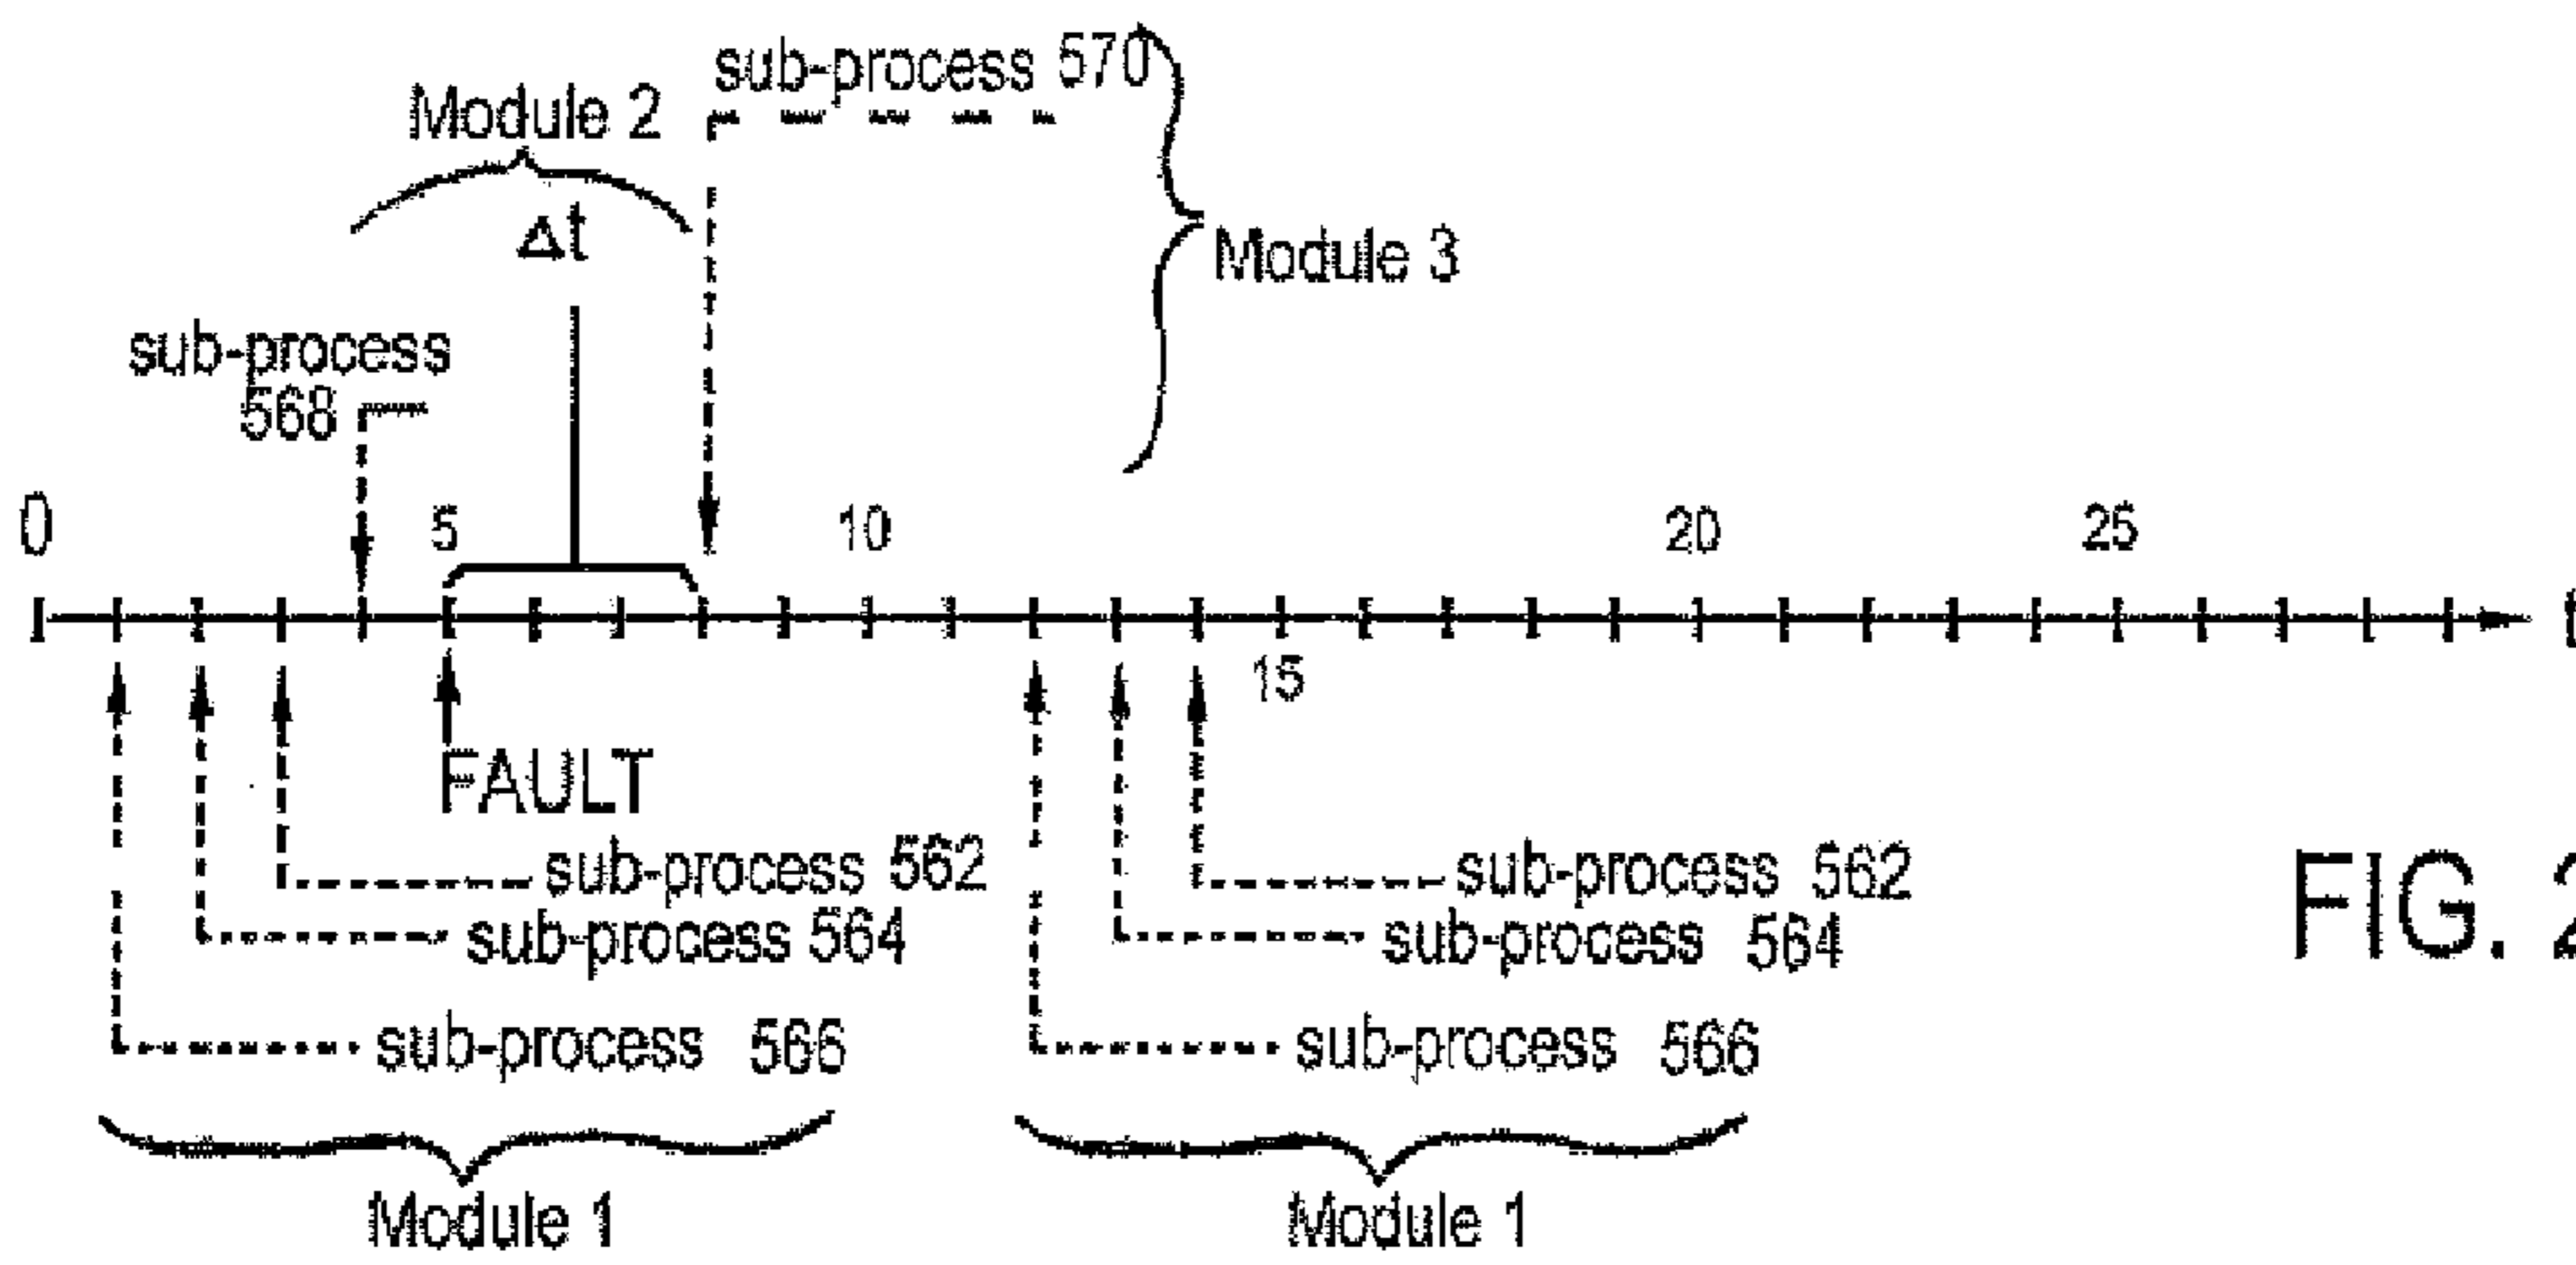 sub-process 570
Module 2
Δt
Module 3
sub-process
568
0
5
10
20
25
t
15
FAULT
sub-process 562
sub-process 562
sub-process 564
sub-process 564
sub-process 566
sub-process 566
Module 1
Module 1
FIG. 2